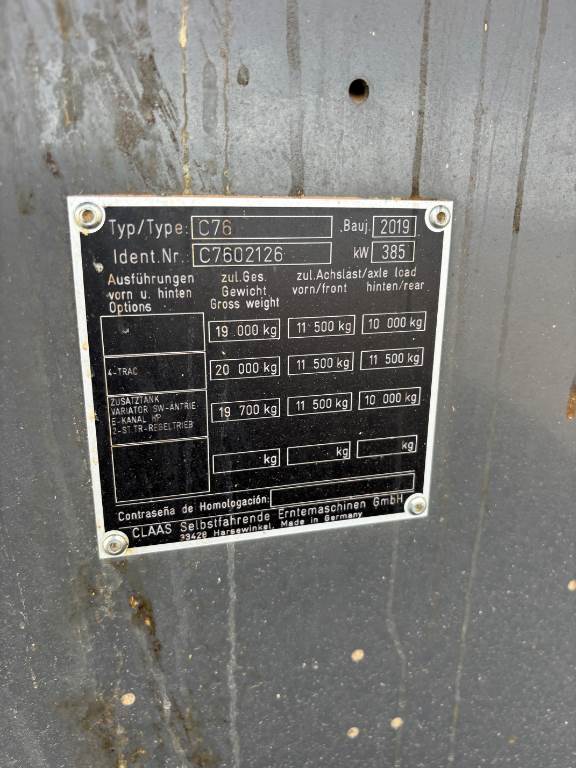 Typ/Type: C76 Bauj. 2019
Ident.Nr.: C7602126 kW 385
Ausführungen zul.Ges. zul.Achslast/axle load
vorn u. hinten Gewicht vorn/front hinten/rear
Options Gross weight
19 000 kg 11 500 kg 10 000 kg
4-TRAC 20 000 kg 11 500 kg 11 500 kg
ZUSATZTANK
VARIATOR SW-ANTRIE
E-KANAL HP 19 700 kg 11 500 kg 10 000 kg
2-ST.TR-REBELTRIEB
kg kg kg
Contraseña de Homologación:
CLAAS Selbstfahrende Erntemaschinen GmbH
33428 Harsewinkel, Made in Germany